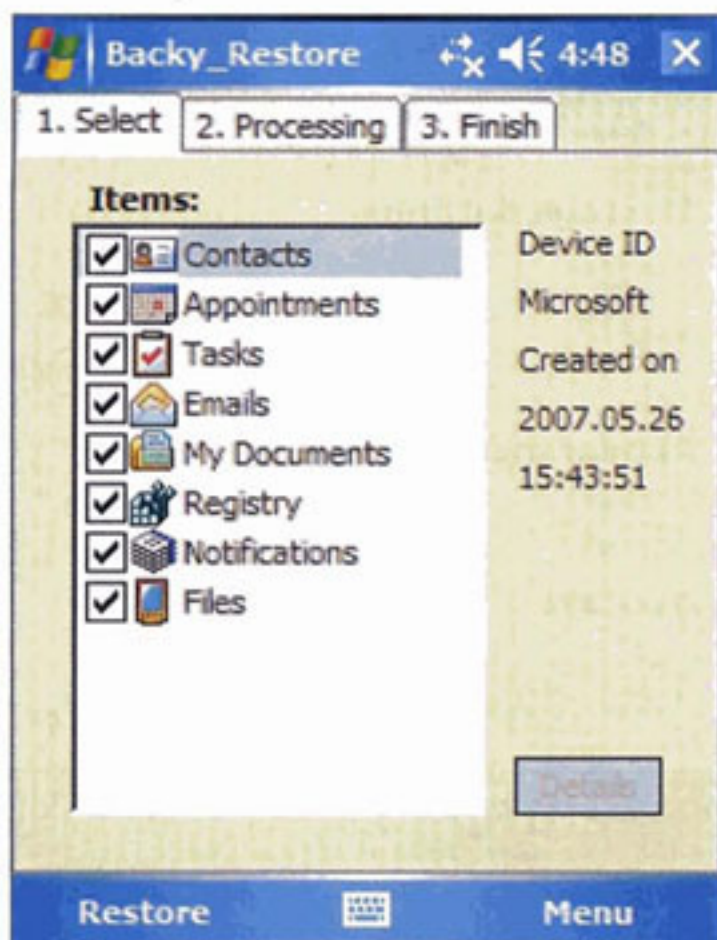 Backy_Restore 4:48
1. Select 2. Processing 3. Finish
Items:
Contacts
Appointments
Tasks
Emails
My Documents
Registry
Notifications
Files
Device ID
Microsoft
Created on
2007.05.26
15:43:51
Details
Restore Menu